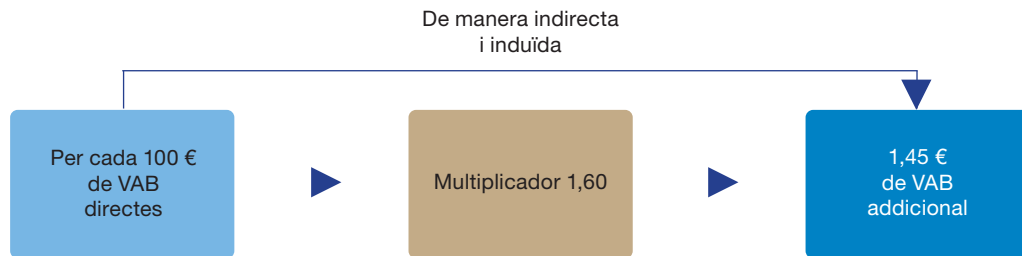 De manera indirecta
i induïda
Per cada 100 €
de VAB
directes
Multiplicador 1,60
1,45 €
de VAB
addicional